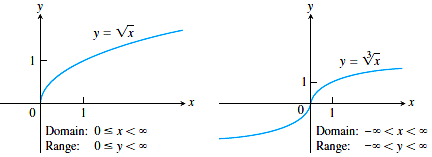 y
y = √x
1
x
0
1
Domain: 0 ≤ x < ∞
Range: 0 ≤ y < ∞
y
y = ∛x
1
x
0
1
Domain: −∞ < x < ∞
Range: −∞ < y < ∞